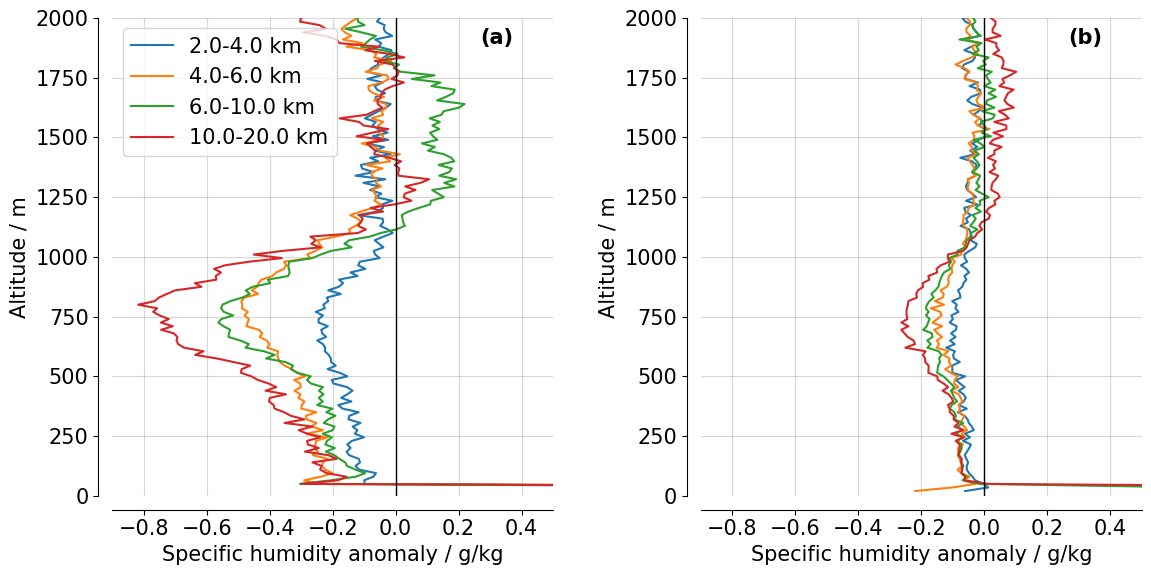 2000
1750
1500
1250
1000
750
500
250
0
Altitude / m
2.0-4.0 km
4.0-6.0 km
6.0-10.0 km
10.0-20.0 km
(a)
−0.8 −0.6 −0.4 −0.2 0.0 0.2 0.4
Specific humidity anomaly / g/kg
2000
1750
1500
1250
1000
750
500
250
0
Altitude / m
(b)
−0.8 −0.6 −0.4 −0.2 0.0 0.2 0.4
Specific humidity anomaly / g/kg